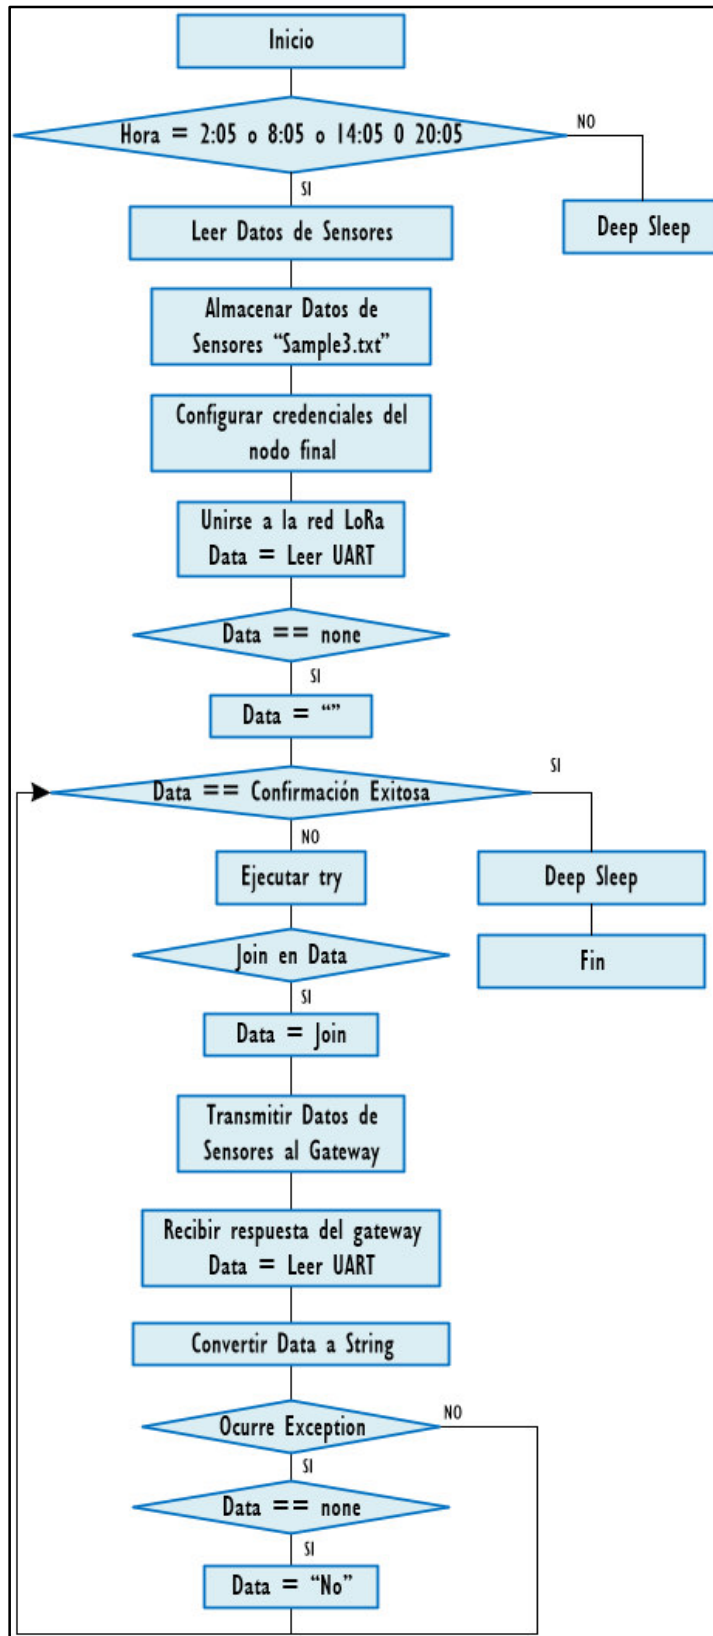 Inicio
Hora = 2:05 o 8:05 o 14:05 0 20:05
NO
SI
Leer Datos de Sensores
Deep Sleep
Almacenar Datos de
Sensores “Sample3.txt”
Configurar credenciales del
nodo final
Unirse a la red LoRa
Data = Leer UART
Data == none
SI
Data = “”
Data == Confirmación Exitosa
SI
NO
Ejecutar try
Deep Sleep
Join en Data
Fin
SI
Data = Join
Transmitir Datos de
Sensores al Gateway
Recibir respuesta del gateway
Data = Leer UART
Convertir Data a String
Ocurre Exception
NO
SI
Data == none
SI
Data = “No”